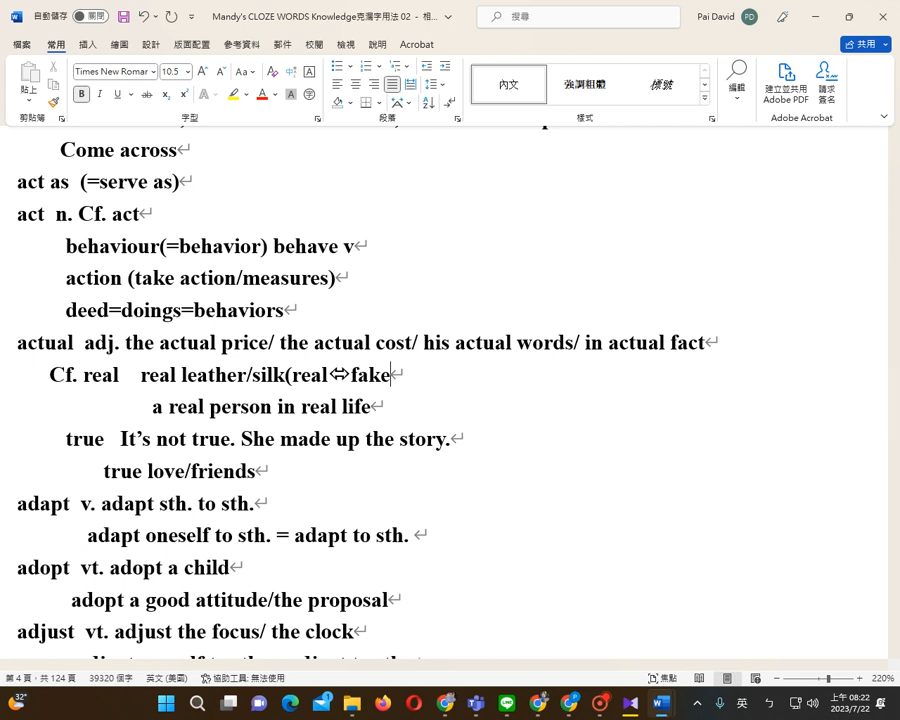 自動儲存 關閉 Mandy's CLOZE WORDS Knowledge克漏字用法 02 - 相... 搜尋 Pai David PD
檔案 常用 插入 繪圖 設計 版面配置 參考資料 郵件 校閱 檢視 說明 Acrobat 共用
Times New Romar 10.5
貼上 內文 強調粗體 標號 編輯 建立並共用 Adobe PDF 請求簽名
剪貼簿 字型 段落 樣式 Adobe Acrobat
Come across
act as (=serve as)
act n. Cf. act
behaviour(=behavior) behave v
action (take action/measures)
deed=doings=behaviors
actual adj. the actual price/ the actual cost/ his actual words/ in actual fact
Cf. real real leather/silk(real⇔fake
a real person in real life
true It's not true. She made up the story.
true love/friends
adapt v. adapt sth. to sth.
adapt oneself to sth. = adapt to sth.
adopt vt. adopt a child
adopt a good attitude/the proposal
adjust vt. adjust the focus/ the clock
第 4 頁，共 124 頁 39320 個字 英文 (美國) 協助工具: 無法使用 焦點 220%
32° 英 上午 08:22
2023/7/22